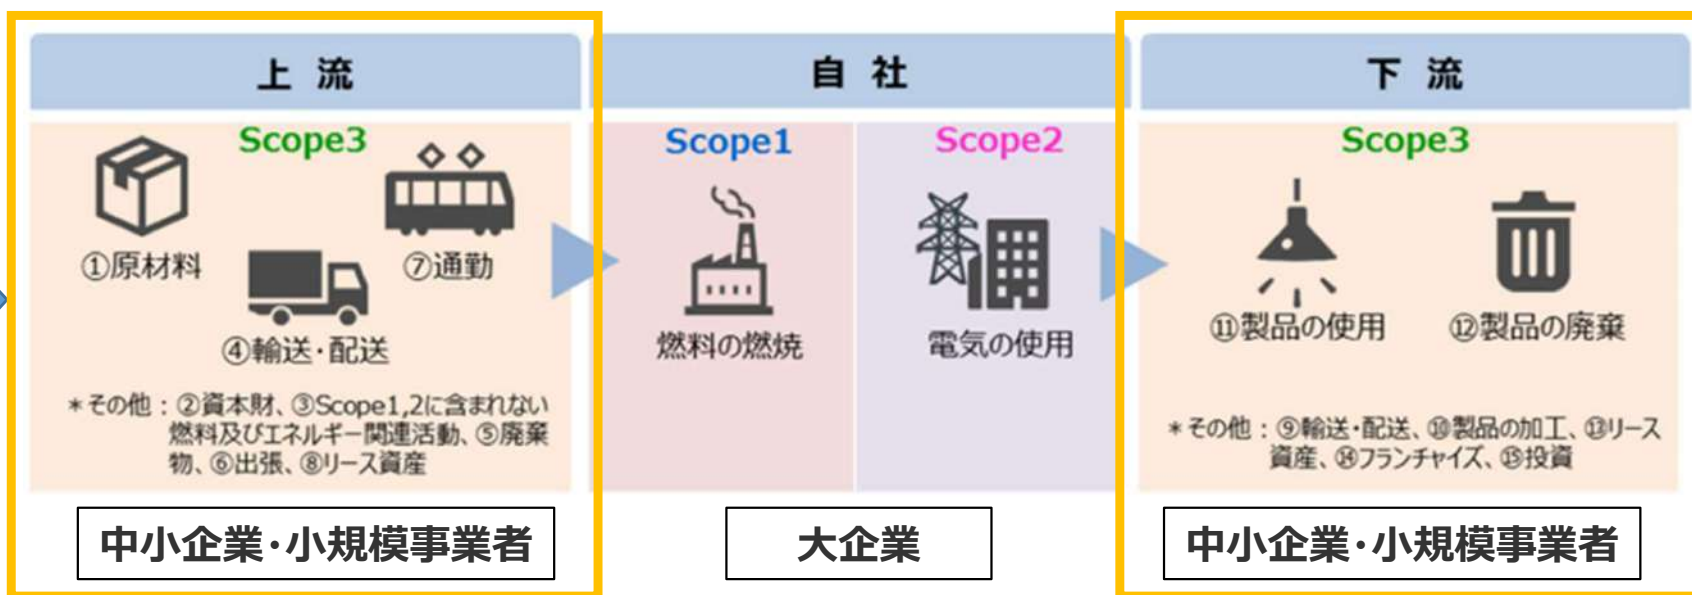 上流
Scope3
①原材料
⑦通勤
④輸送・配送
＊その他：②資本財、③Scope1,2に含まれない
燃料及びエネルギー関連活動、⑤廃棄
物、⑥出張、⑧リース資産
中小企業・小規模事業者
自社
Scope1
燃料の燃焼
Scope2
電気の使用
大企業
下流
Scope3
⑪製品の使用
⑫製品の廃棄
＊その他：⑨輸送・配送、⑩製品の加工、⑬リース
資産、⑭フランチャイズ、⑮投資
中小企業・小規模事業者